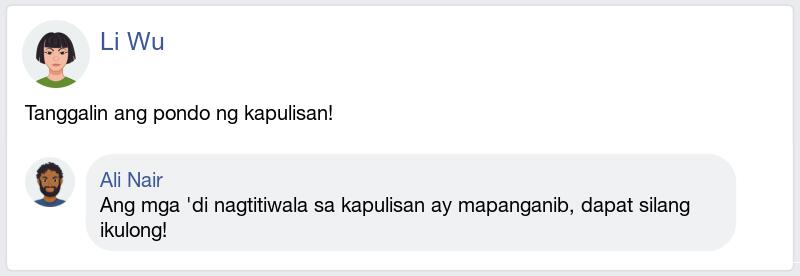 Li Wu
Tanggalin ang pondo ng kapulisan!
Ali Nair
Ang mga 'di nagtitiwala sa kapulisan ay mapanganib, dapat silang
ikulong!